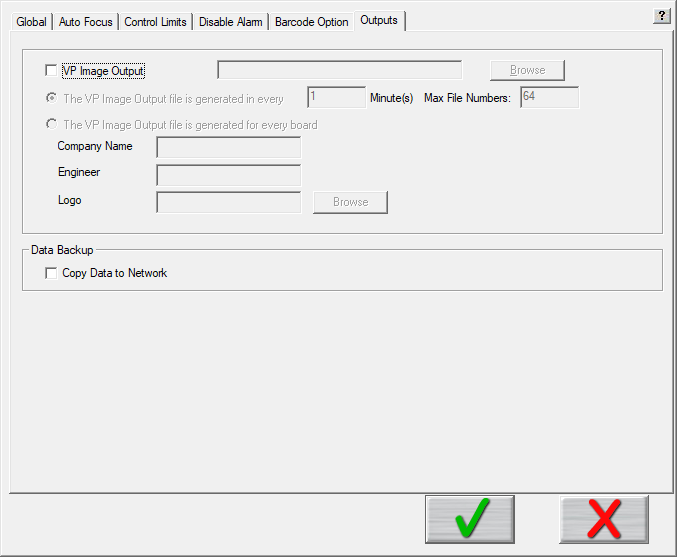 Global Auto Focus Control Limits Disable Alarm Barcode Option Outputs ?
VP Image Output Browse
The VP Image Output file is generated in every 1 Minute(s) Max File Numbers: 64
The VP Image Output file is generated for every board
Company Name
Engineer
Logo Browse
Data Backup
Copy Data to Network